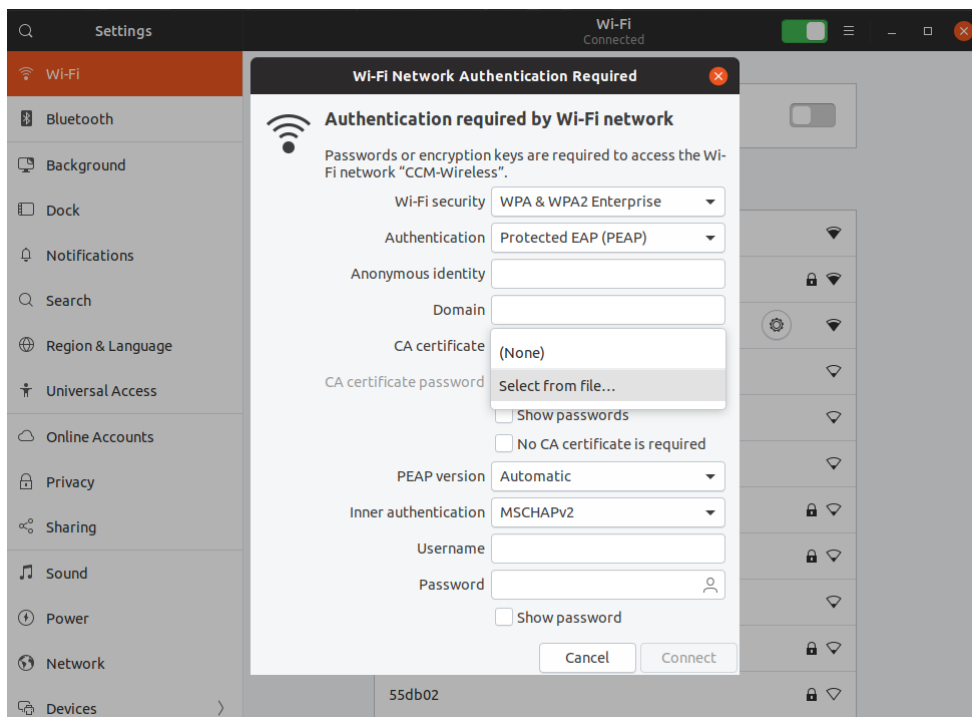 Settings
Wi-Fi
Connected
Wi-Fi
Bluetooth
Background
Dock
Notifications
Search
Region & Language
Universal Access
Online Accounts
Privacy
Sharing
Sound
Power
Network
Devices
Wi-Fi Network Authentication Required
Authentication required by Wi-Fi network
Passwords or encryption keys are required to access the Wi-
Fi network “CCM-Wireless”.
Wi-Fi security WPA & WPA2 Enterprise
Authentication Protected EAP (PEAP)
Anonymous identity
Domain
CA certificate
(None)
CA certificate password
Select from file…
Show passwords
No CA certificate is required
PEAP version Automatic
Inner authentication MSCHAPv2
Username
Password
Show password
Cancel Connect
55db02